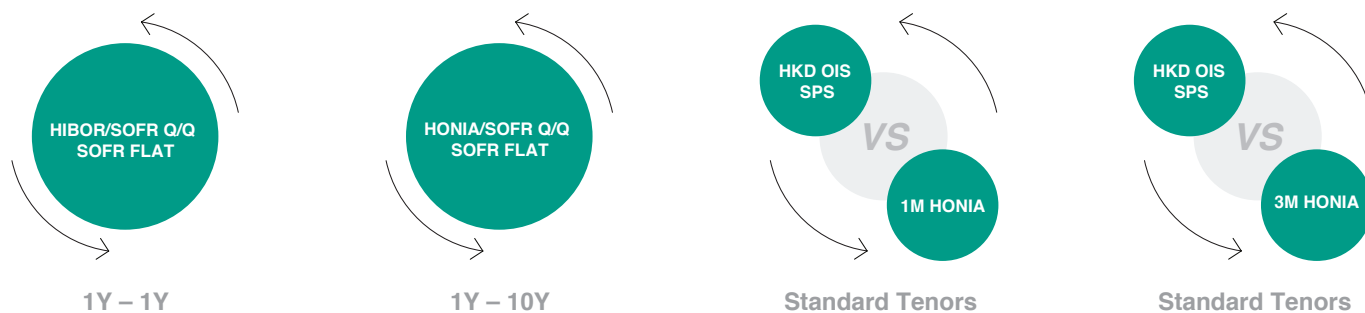 HIBOR/SOFR Q/Q
SOFR FLAT
1Y – 1Y
HONIA/SOFR Q/Q
SOFR FLAT
1Y – 10Y
HKD OIS
SPS
VS
1M HONIA
Standard Tenors
HKD OIS
SPS
VS
3M HONIA
Standard Tenors